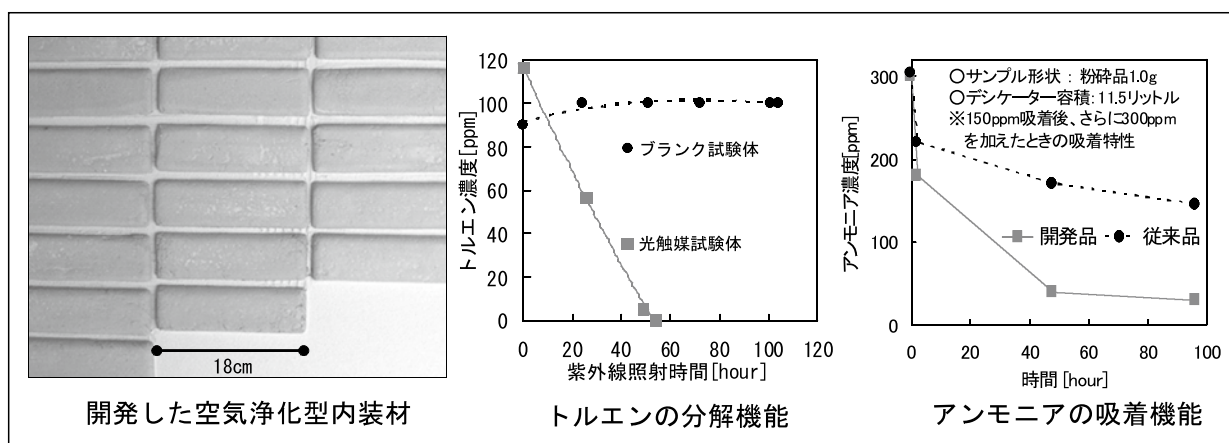 18cm
開発した空気浄化型内装材
120
100
80
60
40
20
0
トルエン濃度[ppm]
ブランク試験体
光触媒試験体
0 20 40 60 80 100 120
紫外線照射時間[hour]
トルエンの分解機能
300
200
100
0
アンモニア濃度[ppm]
○サンプル形状：粉砕品1.0g
○デシケーター容積:11.5リットル
※150ppm吸着後、さらに300ppm
を加えたときの吸着特性
開発品 従来品
0 20 40 60 80 100
時間[hour]
アンモニアの吸着機能